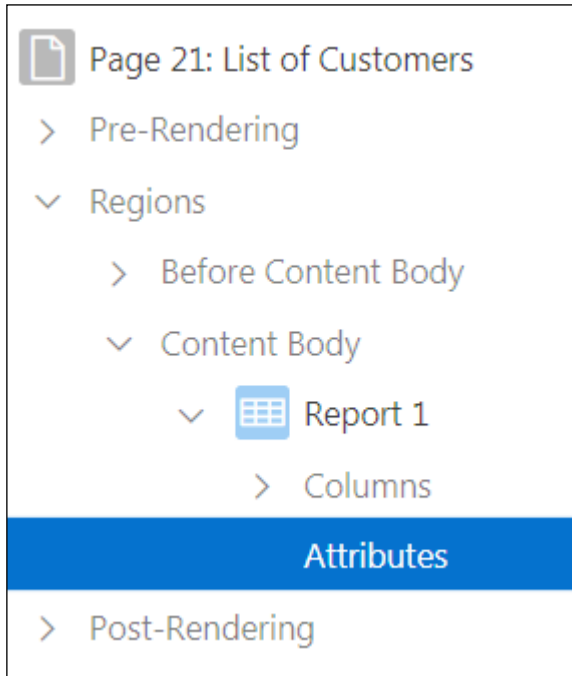 Page 21: List of Customers
Pre-Rendering
Regions
Before Content Body
Content Body
Report 1
Columns
Attributes
Post-Rendering